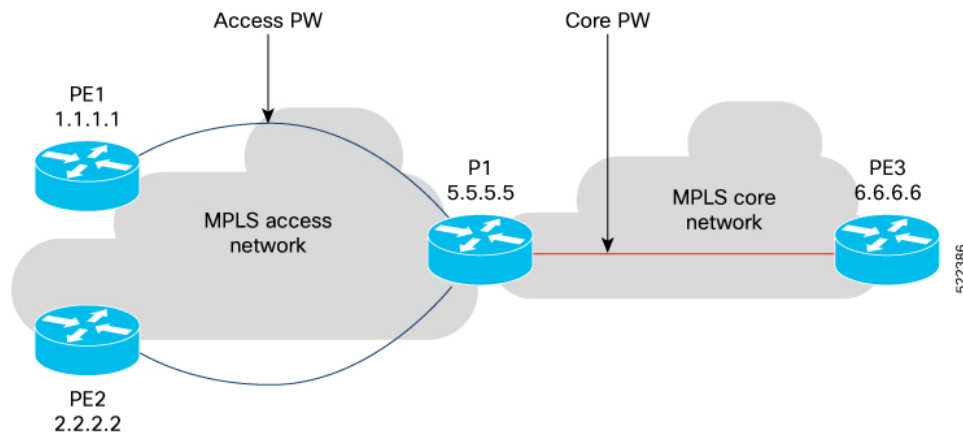 Access PW
Core PW
PE1
1.1.1.1
P1
5.5.5.5
PE3
6.6.6.6
MPLS access
network
MPLS core
network
PE2
2.2.2.2
522386